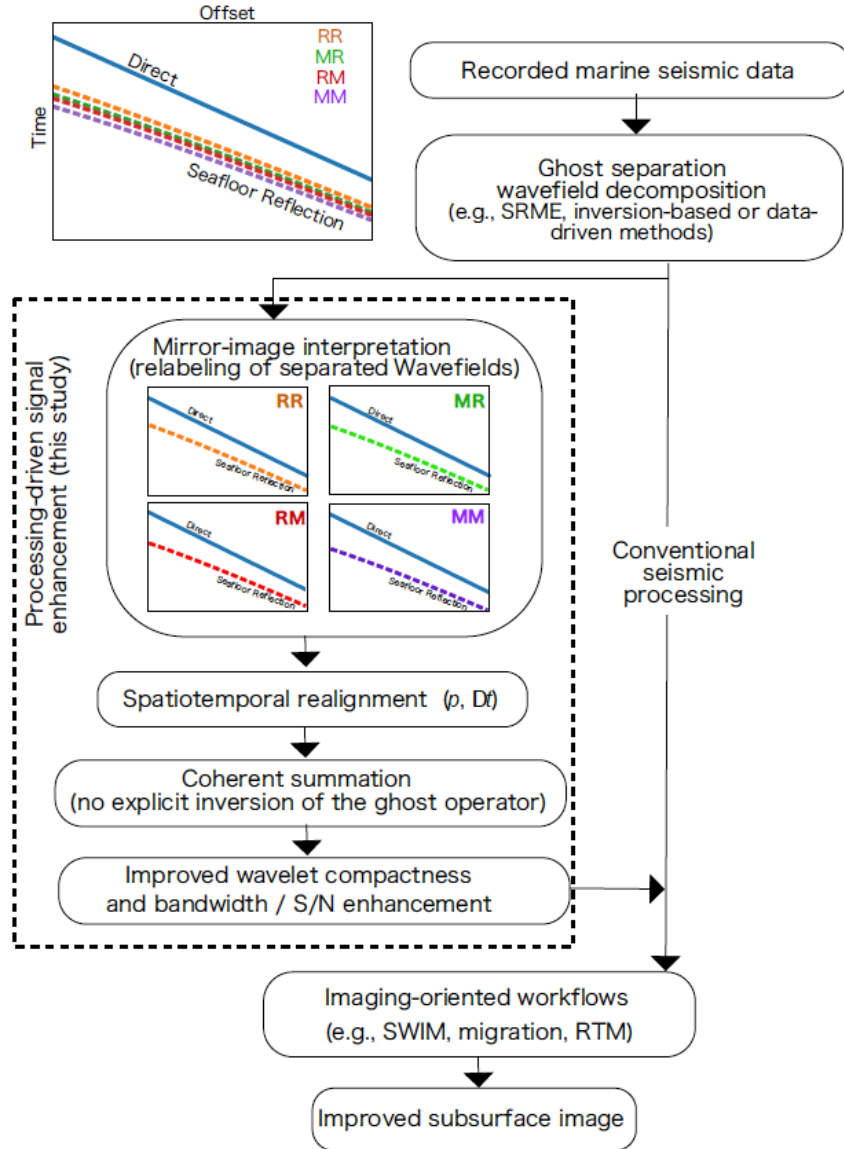 Offset
Time
RR
MR
RM
MM
Direct
Seafloor Reflection
Recorded marine seismic data
Ghost separation
wavefield decomposition
(e.g., SRME, inversion-based or data-
driven methods)
Processing-driven signal
enhancement (this study)
Mirror-image interpretation
(relabeling of separated Wavefields)
RR
Direct
Seafloor Reflection
MR
Direct
Seafloor Reflection
RM
Direct
Seafloor Reflection
MM
Direct
Seafloor Reflection
Conventional
seismic
processing
Spatiotemporal realignment (p, Dt)
Coherent summation
(no explicit inversion of the ghost operator)
Improved wavelet compactness
and bandwidth / S/N enhancement
Imaging-oriented workflows
(e.g., SWIM, migration, RTM)
Improved subsurface image